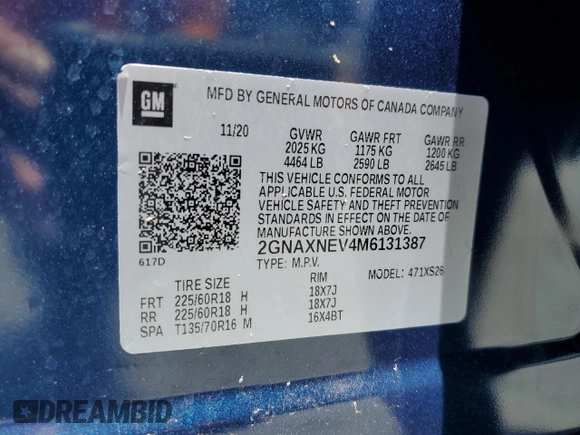 GM
MFD BY GENERAL MOTORS OF CANADA COMPANY
11/20 GVWR GAWR FRT GAWR RR
2025 KG 1175 KG 1200 KG
4464 LB 2590 LB 2645 LB
THIS VEHICLE CONFORMS TO ALL
APPLICABLE U.S. FEDERAL MOTOR
VEHICLE SAFETY AND THEFT PREVENTION
STANDARDS IN EFFECT ON THE DATE OF
MANUFACTURE SHOWN ABOVE.
617D 2GNAXNEV4M6131387
TYPE: M.P.V. MODEL: 471XS26
TIRE SIZE RIM
FRT 225/60R18 H 18X7J
RR 225/60R18 H 18X7J
SPA T135/70R16 M 16X4BT
DREAMBID